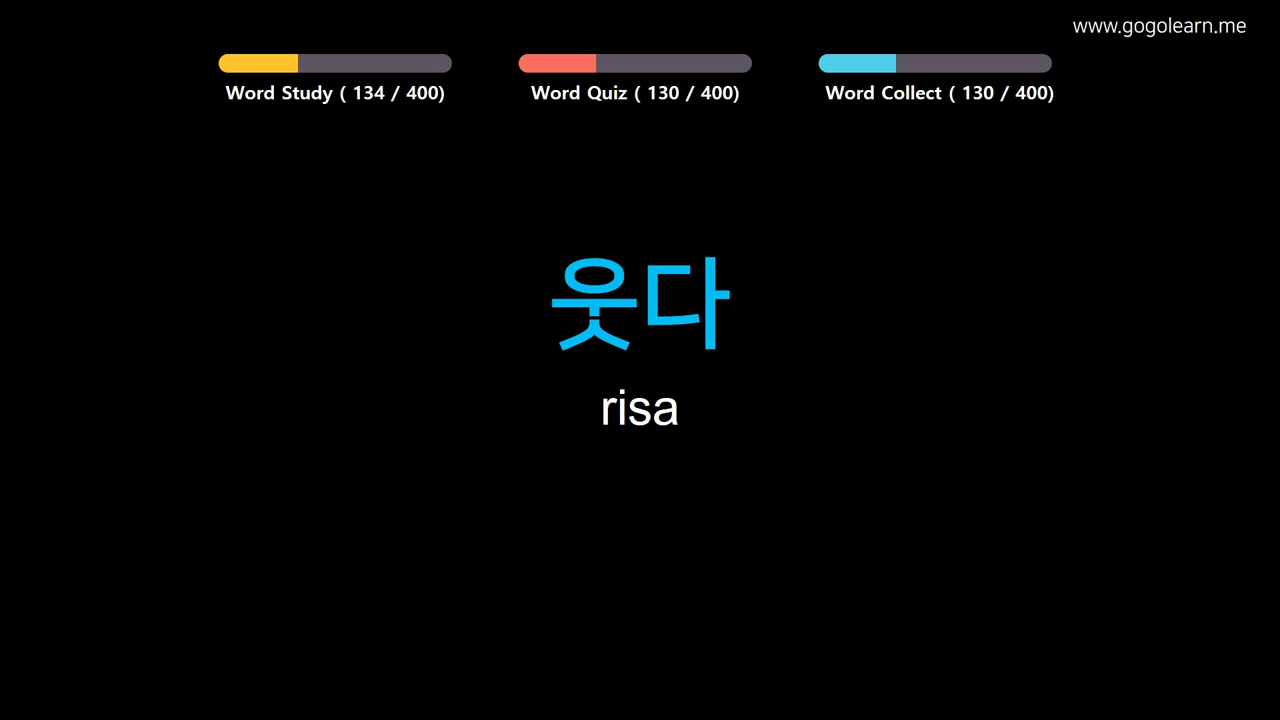 www.gogolearn.me
Word Study ( 134 / 400)
Word Quiz ( 130 / 400)
Word Collect ( 130 / 400)
웃다
risa